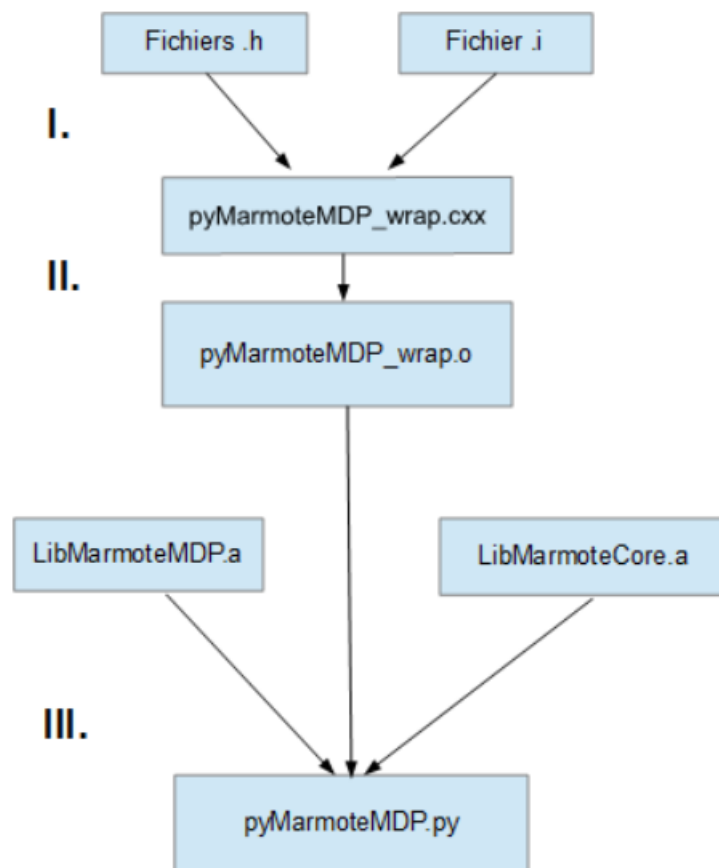 Fichiers .h
Fichier .i
I.
pyMarmoteMDP_wrap.cxx
II.
pyMarmoteMDP_wrap.o
LibMarmoteMDP.a
LibMarmoteCore.a
III.
pyMarmoteMDP.py